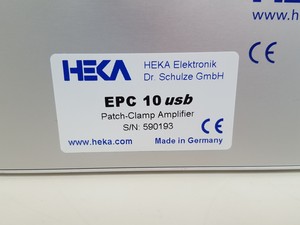 HEKA
HEKA Elektronik
Dr. Schulze GmbH
EPC 10 usb
Patch-Clamp Amplifier
S/N: 590193
CE
www.heka.com
Made in Germany
CE